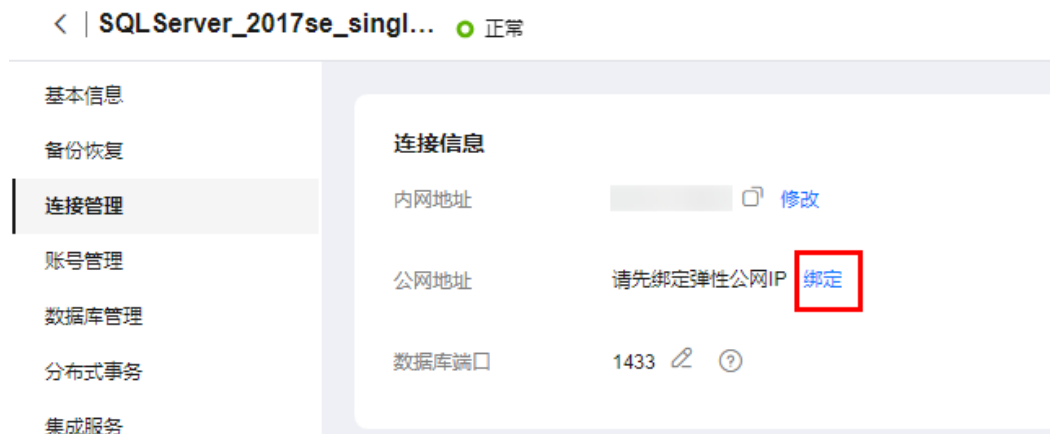 SQLServer_2017se_singl... 正常
基本信息
备份恢复
连接管理
账号管理
数据库管理
分布式事务
集成服务
连接信息
内网地址 修改
公网地址 请先绑定弹性公网IP 绑定
数据库端口 1433